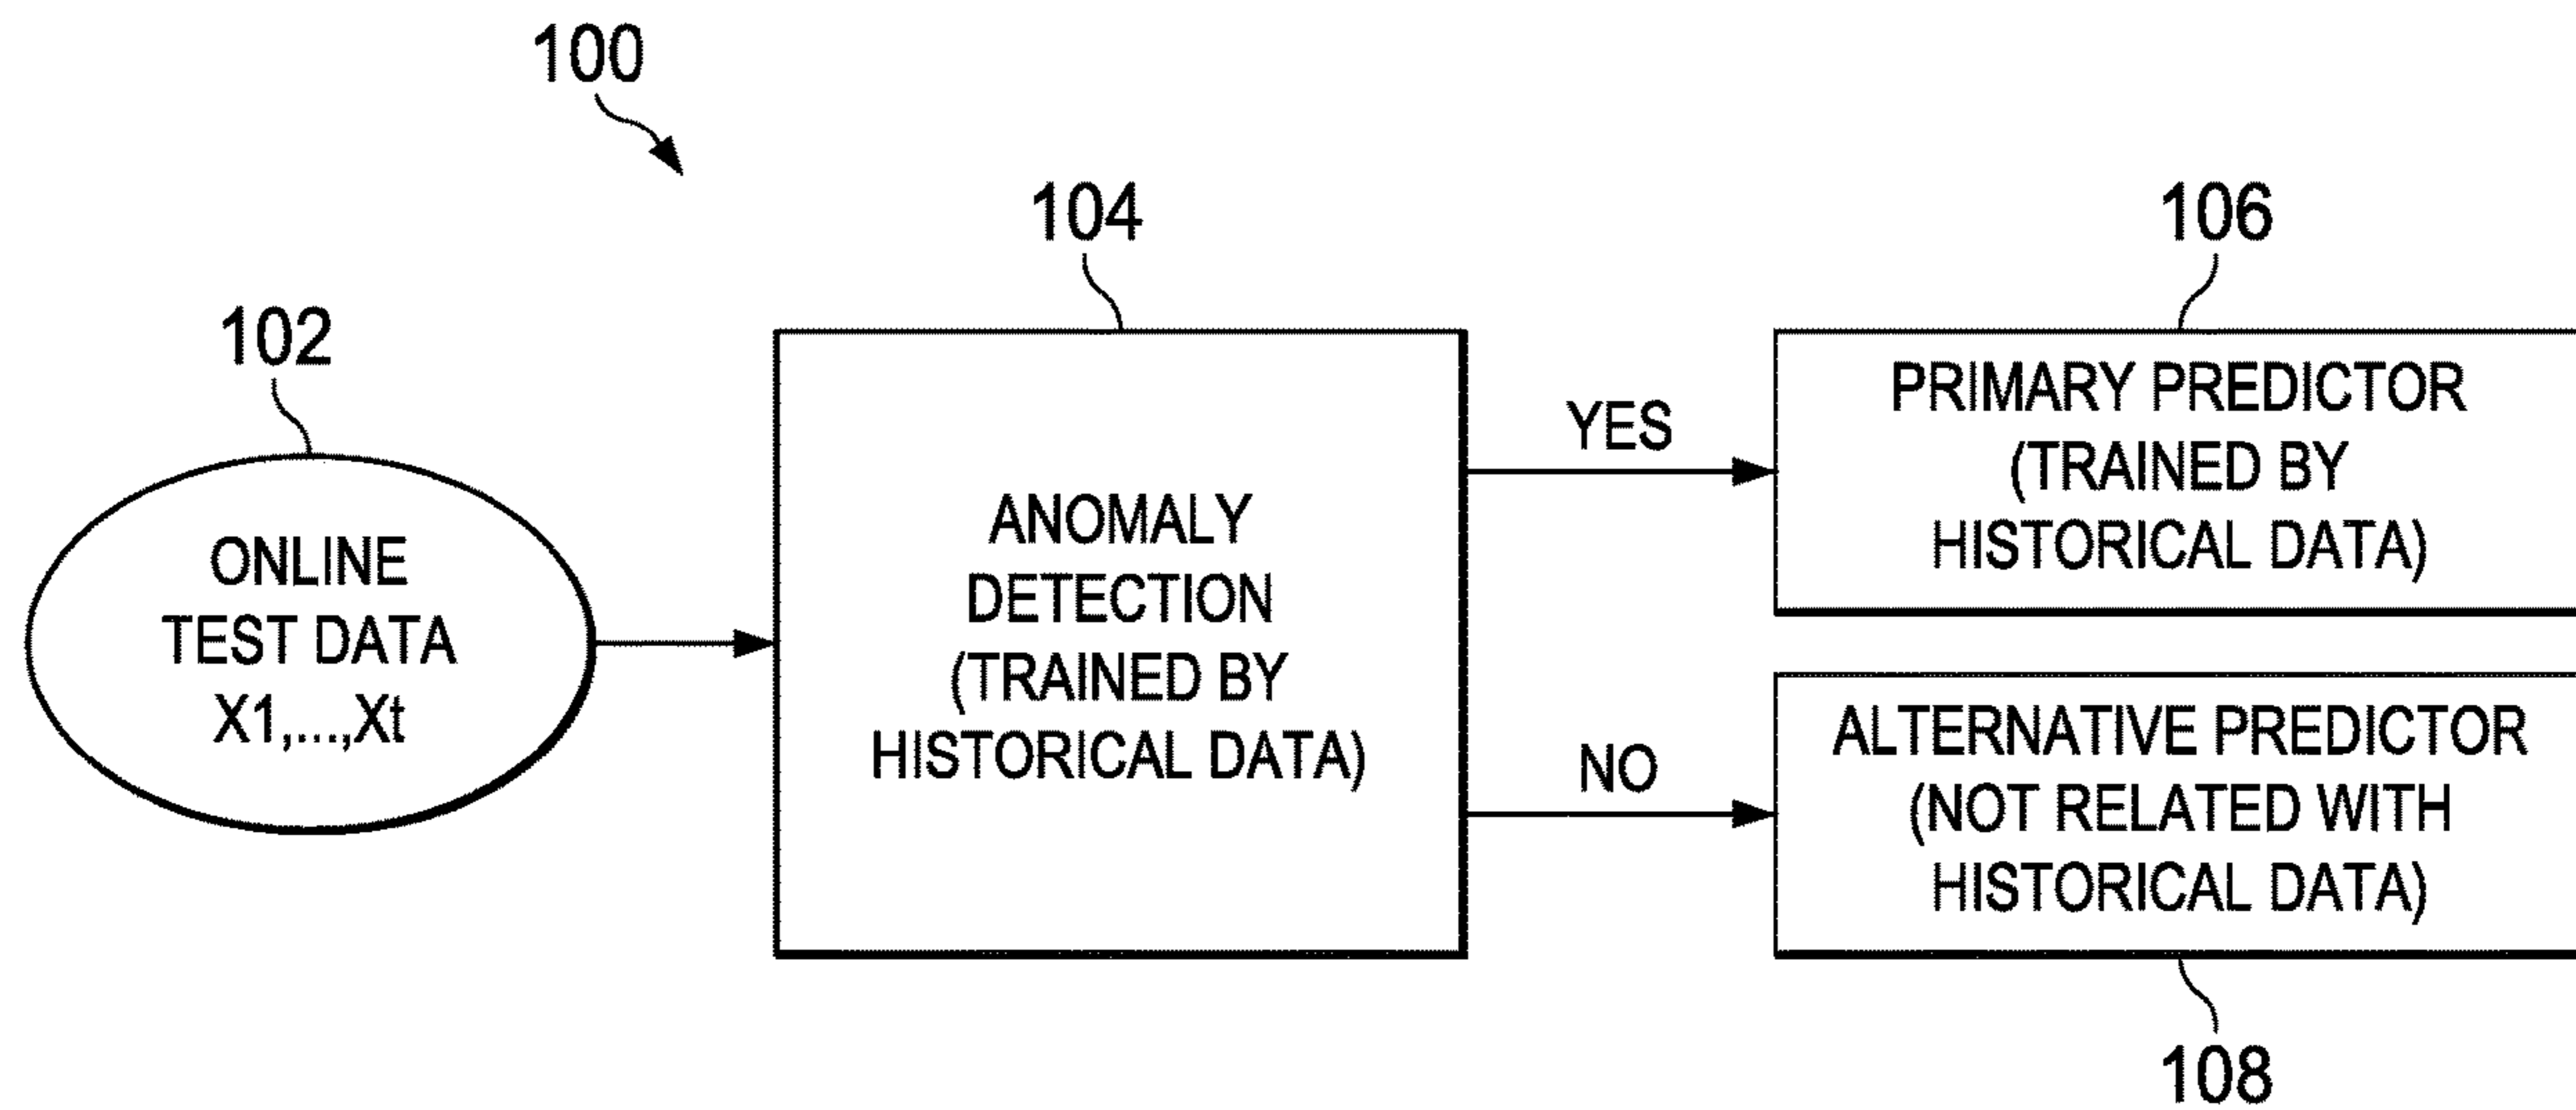 100
102
ONLINE
TEST DATA
X1,...,Xt
104
ANOMALY
DETECTION
(TRAINED BY
HISTORICAL DATA)
YES
NO
106
PRIMARY PREDICTOR
(TRAINED BY
HISTORICAL DATA)
ALTERNATIVE PREDICTOR
(NOT RELATED WITH
HISTORICAL DATA)
108